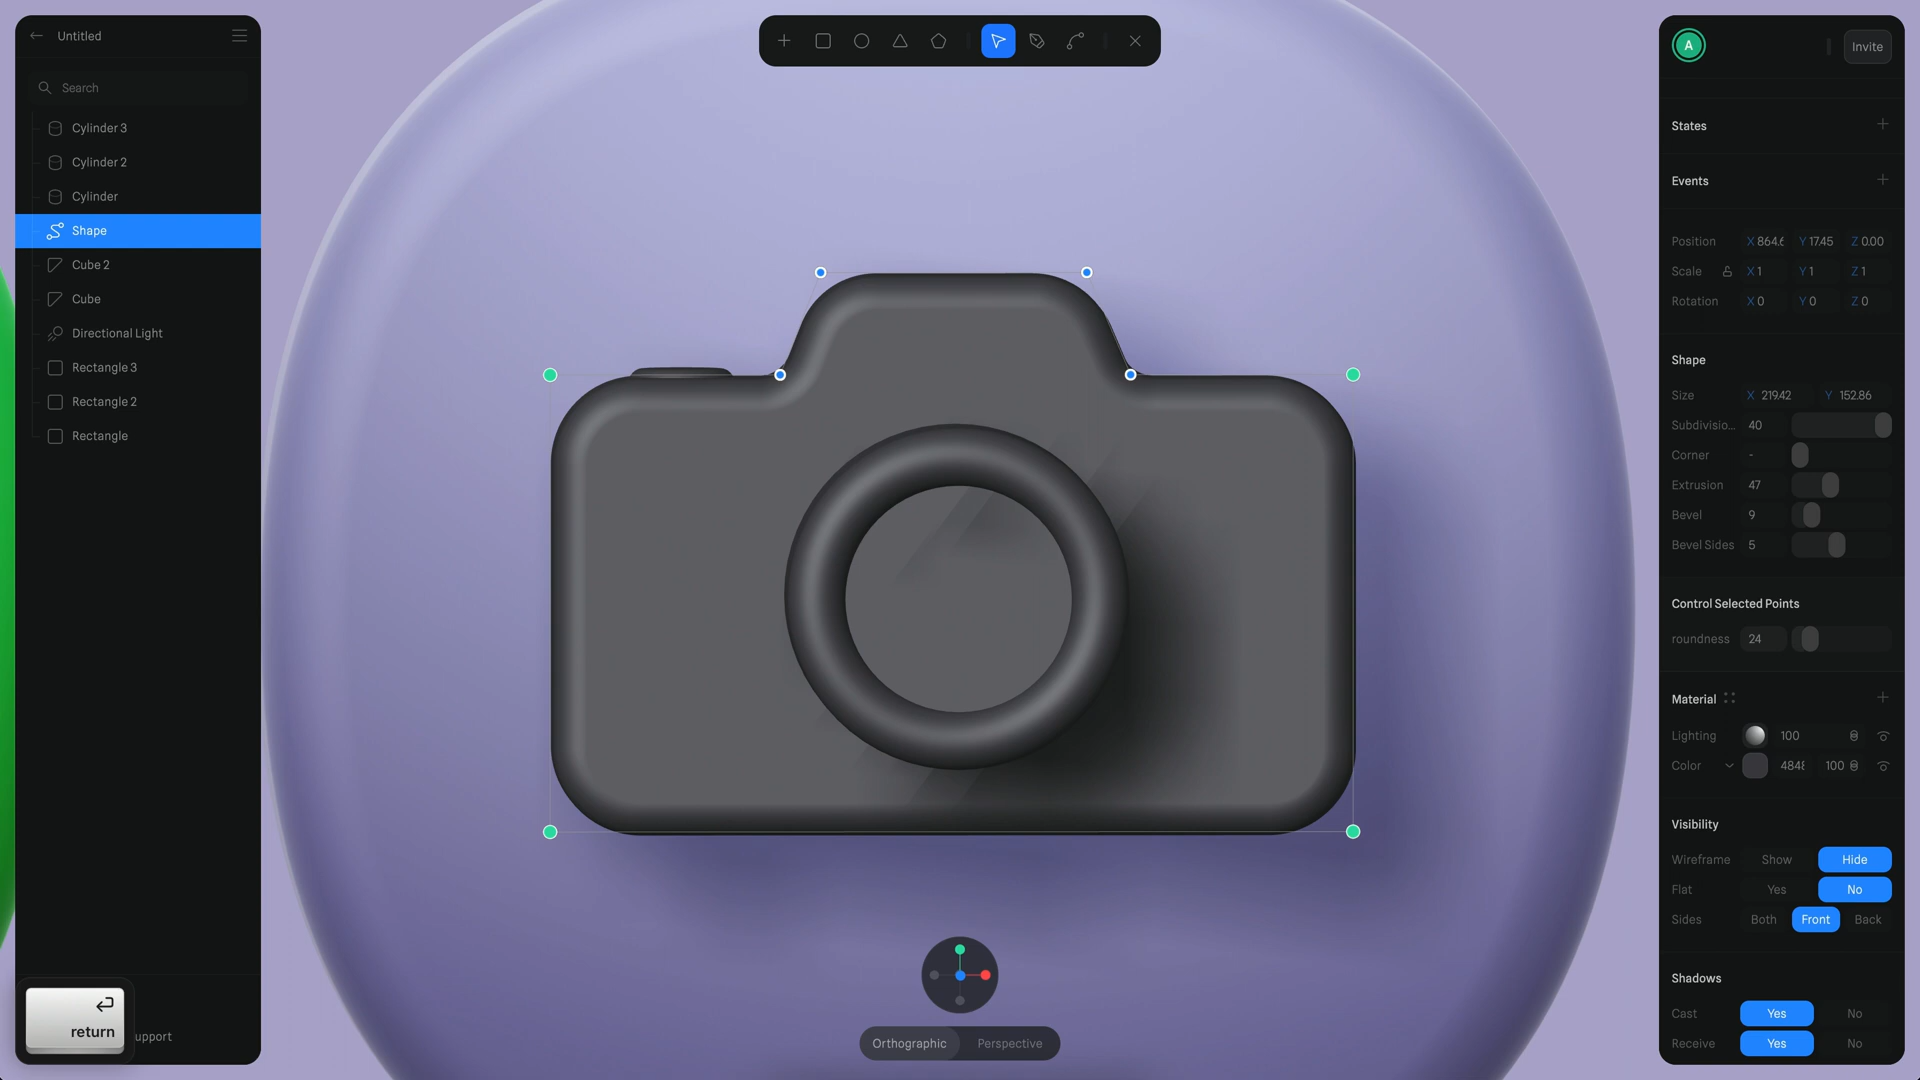 Untitled
Search
Cylinder 3
Cylinder 2
Cylinder
Shape
Cube 2
Cube
Directional Light
Rectangle 3
Rectangle 2
Rectangle
return
upport
Orthographic Perspective
A Invite
States
Events
Position X 864.6 Y 17.45 Z 0.00
Scale X 1 Y 1 Z 1
Rotation X 0 Y 0 Z 0
Shape
Size X 219.42 Y 152.86
Subdivisio... 40
Corner -
Extrusion 47
Bevel 9
Bevel Sides 5
Control Selected Points
roundness 24
Material
Lighting 100
Color 4848 100
Visibility
Wireframe Show Hide
Flat Yes No
Sides Both Front Back
Shadows
Cast Yes No
Receive Yes No